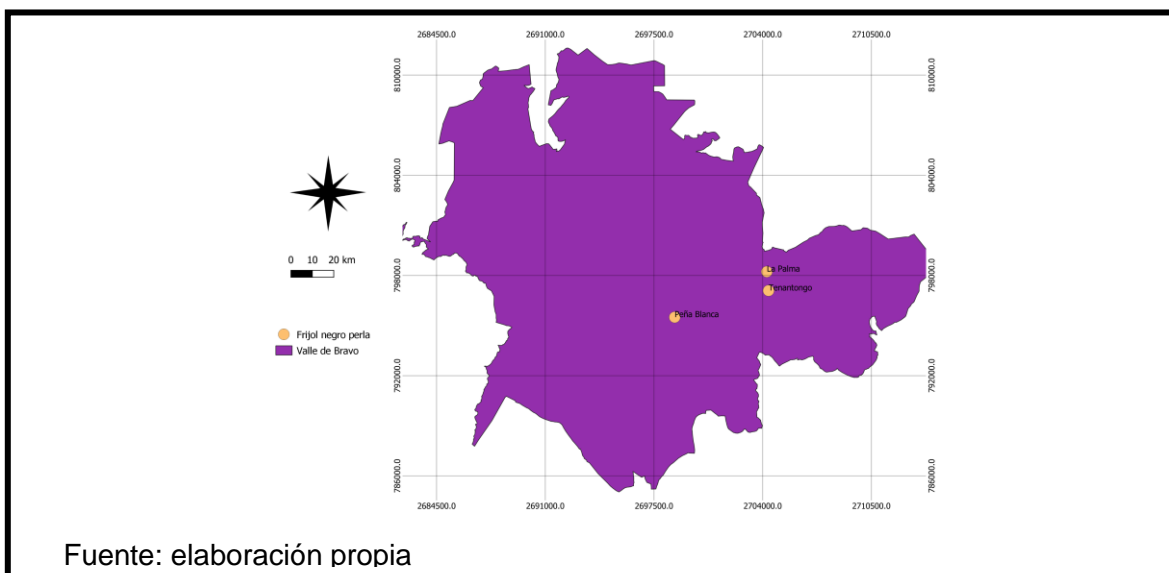 2684500.0 2691000.0 2697500.0 2704000.0 2710500.0
810000.0 810000.0
804000.0 804000.0
0 10 20 km
798000.0 798000.0
La Palma
Tenantongo
Peña Blanca
Frijol negro perla
Valle de Bravo
792000.0 792000.0
786000.0 786000.0
2684500.0 2691000.0 2697500.0 2704000.0 2710500.0
Fuente: elaboración propia